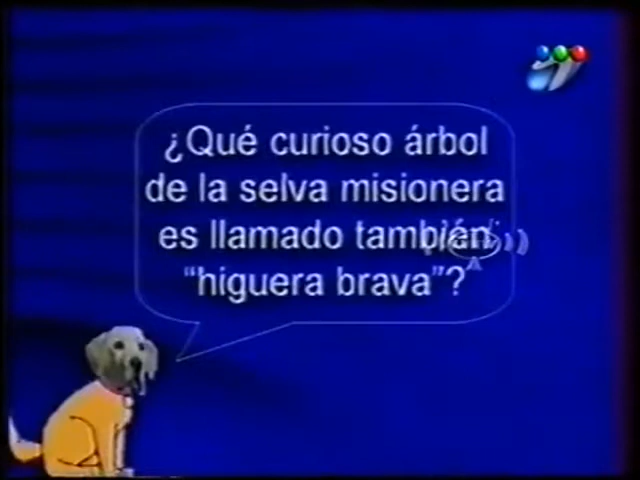 ¿Qué curioso árbol
de la selva misionera
es llamado también
“higuera brava”?